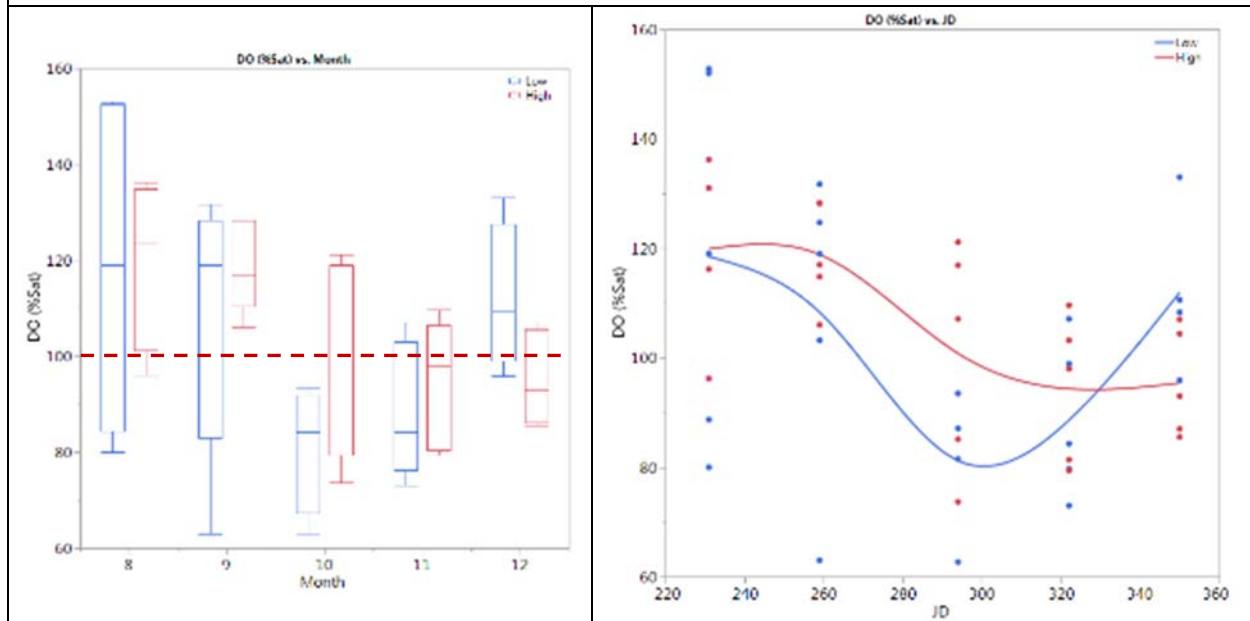 DO (%Sat) vs. Month
160
140
120
100
80
60
DO (%Sat)
8
9
10
11
12
Month
Low
High
DO (%Sat) vs. JD
160
140
120
100
80
60
DO (%Sat)
220
240
260
280
300
320
340
360
JD
Low
High